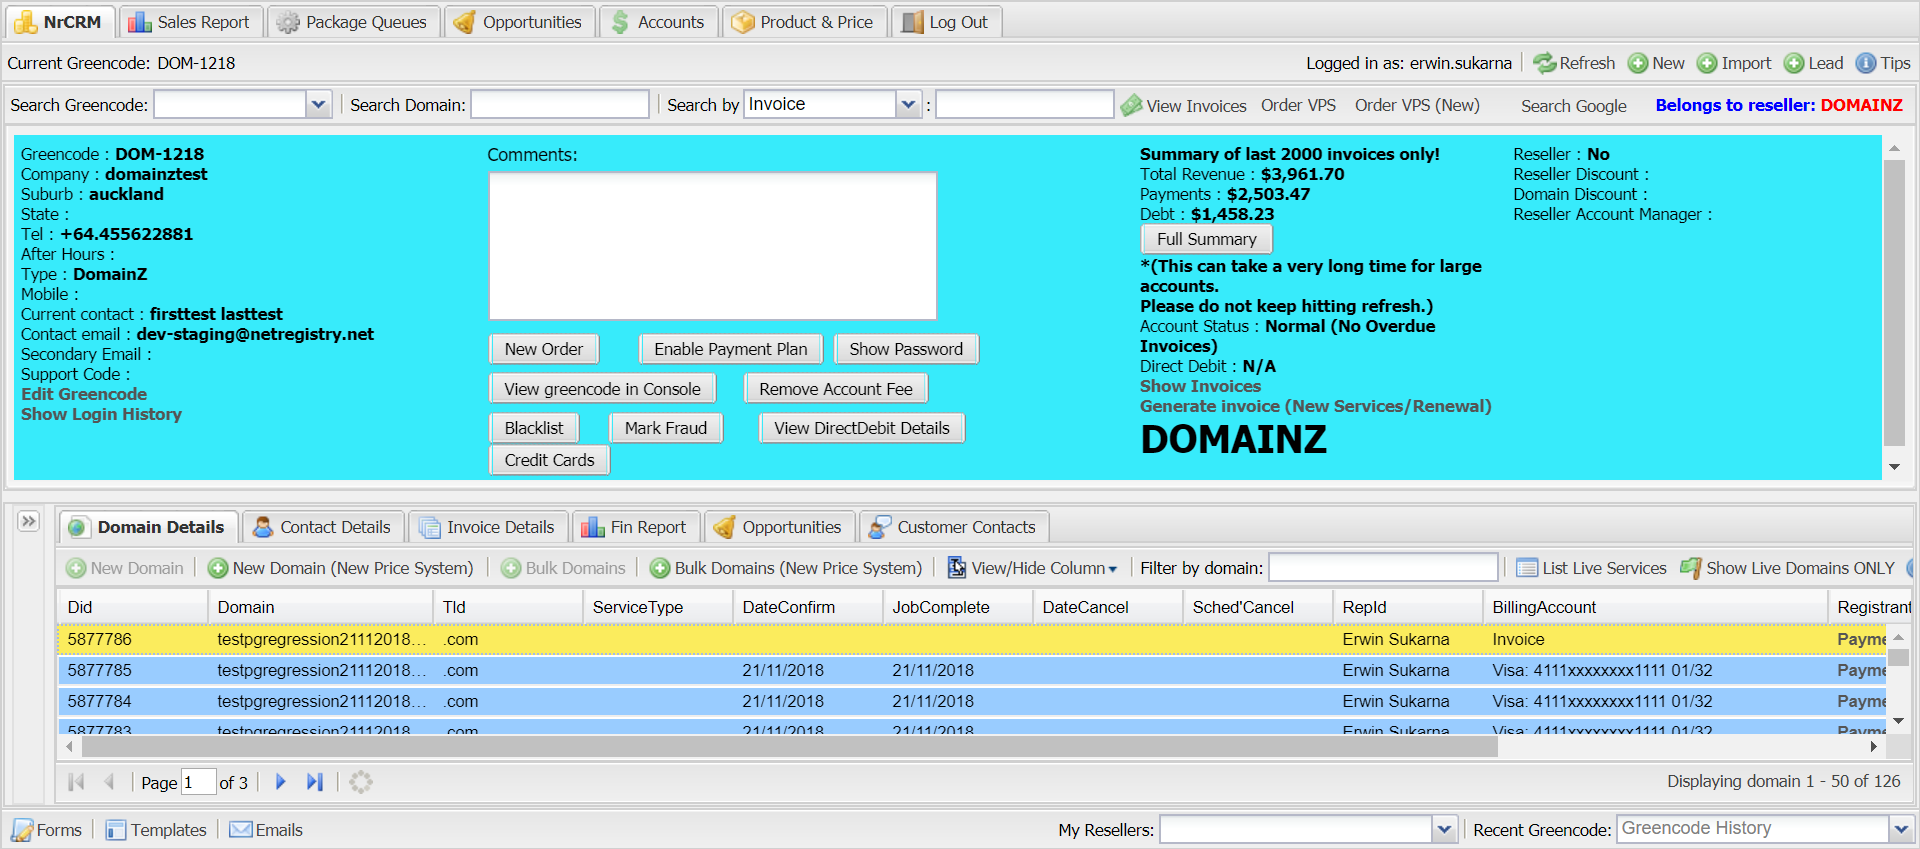 NrCRM Sales Report Package Queues Opportunities Accounts Product & Price Log Out
Current Greencode: DOM-1218 Logged in as: erwin.sukarna Refresh New Import Lead Tips
Search Greencode: Search Domain: Search by Invoice : View Invoices Order VPS Order VPS (New) Search Google Belongs to reseller: DOMAINZ
Greencode : DOM-1218
Company : domainztest
Suburb : auckland
State :
Tel : +64.455622881
After Hours :
Type : DomainZ
Mobile :
Current contact : firsttest lasttest
Contact email : dev-staging@netregistry.net
Secondary Email :
Support Code :
Edit Greencode
Show Login History
Comments:
New Order Enable Payment Plan Show Password
View greencode in Console Remove Account Fee
Blacklist Mark Fraud View DirectDebit Details
Credit Cards
Summary of last 2000 invoices only!
Total Revenue : $3,961.70
Payments : $2,503.47
Debt : $1,458.23
Full Summary
*(This can take a very long time for large
accounts.
Please do not keep hitting refresh.)
Account Status : Normal (No Overdue
Invoices)
Direct Debit : N/A
Show Invoices
Generate invoice (New Services/Renewal)
DOMAINZ
Reseller : No
Reseller Discount :
Domain Discount :
Reseller Account Manager :
Domain Details Contact Details Invoice Details Fin Report Opportunities Customer Contacts
New Domain New Domain (New Price System) Bulk Domains Bulk Domains (New Price System) View/Hide Column Filter by domain: List Live Services Show Live Domains ONLY
Did Domain Tld ServiceType DateConfirm JobComplete DateCancel Sched'Cancel RepId BillingAccount Registrant
5877786 testpgregression21112018... .com Erwin Sukarna Invoice Payme
5877785 testpgregression21112018... .com 21/11/2018 21/11/2018 Erwin Sukarna Visa: 4111xxxxxxxx1111 01/32 Payme
5877784 testpgregression21112018... .com 21/11/2018 21/11/2018 Erwin Sukarna Visa: 4111xxxxxxxx1111 01/32 Payme
5877783 testpgregression21112018... .com 21/11/2018 21/11/2018 Erwin Sukarna Visa: 4111xxxxxxxx1111 01/32 Payme
Page 1 of 3 Displaying domain 1 - 50 of 126
Forms Templates Emails My Resellers: Recent Greencode: Greencode History